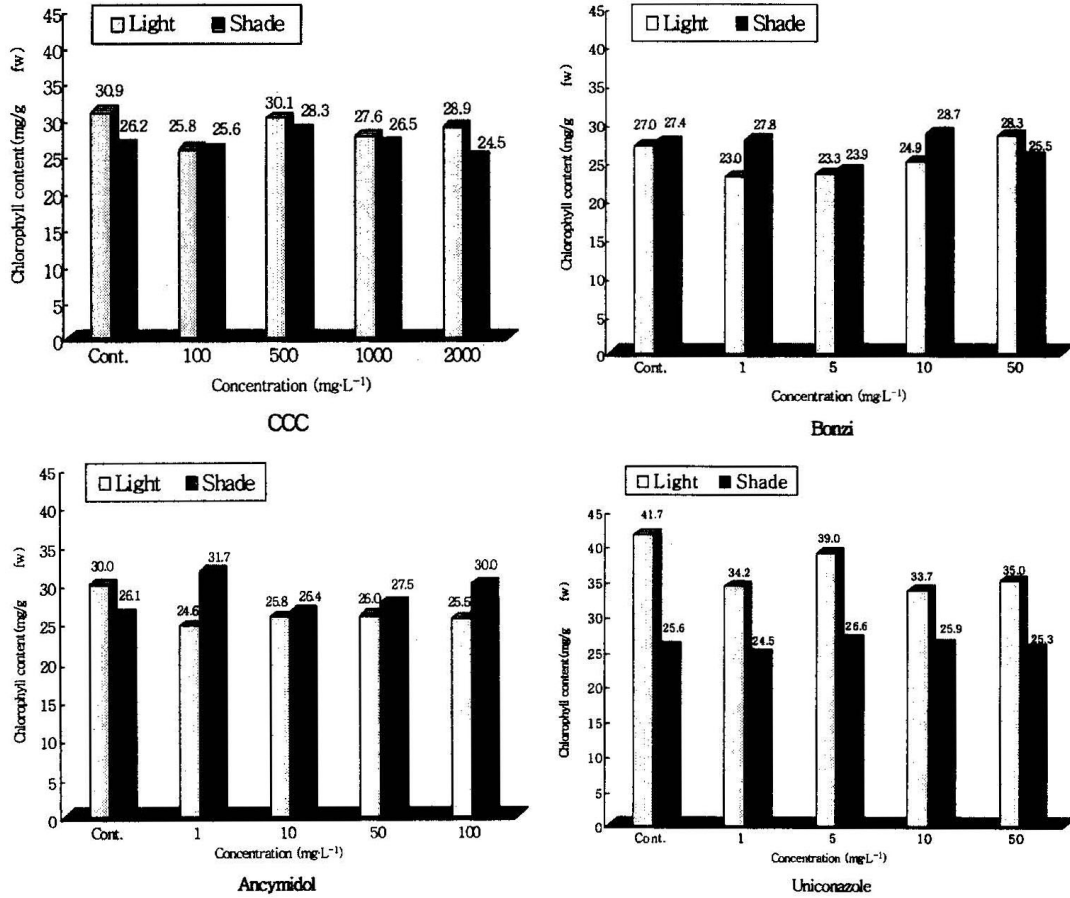 Light Shade
Chlorophyll content (mg/g fw)
45
40
35
30
25
20
15
10
5
0
30.9 26.2 25.8 25.6 30.1 28.3 27.6 26.5 28.9 24.5
Cont. 100 500 1000 2000
Concentration (mg·L⁻¹)
CCC
Light Shade
Chlorophyll content (mg/g fw)
45
40
35
30
25
20
15
10
5
0
27.0 27.4 23.0 27.8 23.3 23.9 24.9 28.7 28.3 25.5
Cont. 1 5 10 50
Concentration (mg·L⁻¹)
Bonzi
Light Shade
Chlorophyll content (mg/g fw)
45
40
35
30
25
20
15
10
5
0
30.0 26.1 24.6 31.7 25.8 26.4 27.5 25.5 30.0
Cont. 1 10 50 100
Concentration (mg·L⁻¹)
Ancymidol
Light Shade
Chlorophyll content (mg/g fw)
45
40
35
30
25
20
15
10
5
0
41.7 25.6 34.2 24.5 39.0 26.6 33.7 25.9 35.0 25.3
Cont. 1 5 10 50
Concentration (mg·L⁻¹)
Uniconazole